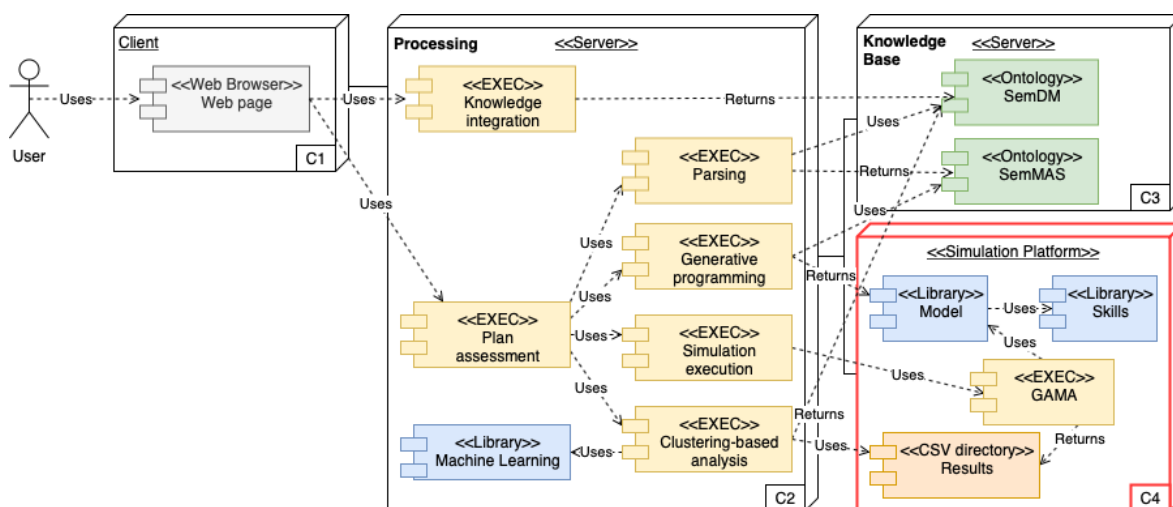 Client
<<Web Browser>>
Web page
C1
User
Uses
Uses
Uses
Processing
<<Server>>
<<EXEC>>
Knowledge
integration
Returns
<<EXEC>>
Parsing
Uses
Returns
Uses
<<EXEC>>
Generative
programming
Uses
Uses
Returns
<<EXEC>>
Plan
assessment
Uses
<<EXEC>>
Simulation
execution
Uses
Uses
<<EXEC>>
Clustering-based
analysis
Returns
Uses
Uses
<<Library>>
Machine Learning
C2
Knowledge
Base
<<Server>>
<<Ontology>>
SemDM
<<Ontology>>
SemMAS
C3
<<Simulation Platform>>
<<Library>>
Model
Uses
<<Library>>
Skills
Uses
<<EXEC>>
GAMA
Returns
<<CSV directory>>
Results
C4